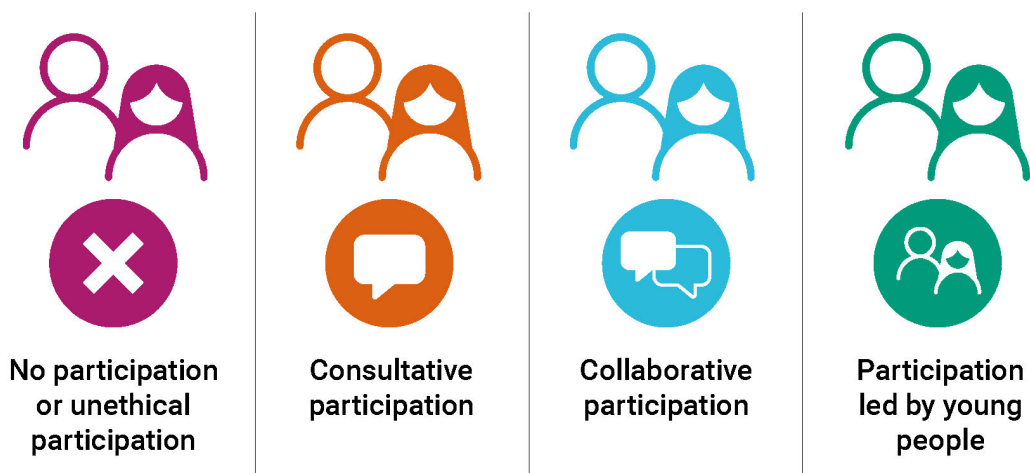 No participation
or unethical
participation
Consultative
participation
Collaborative
participation
Participation
led by young
people